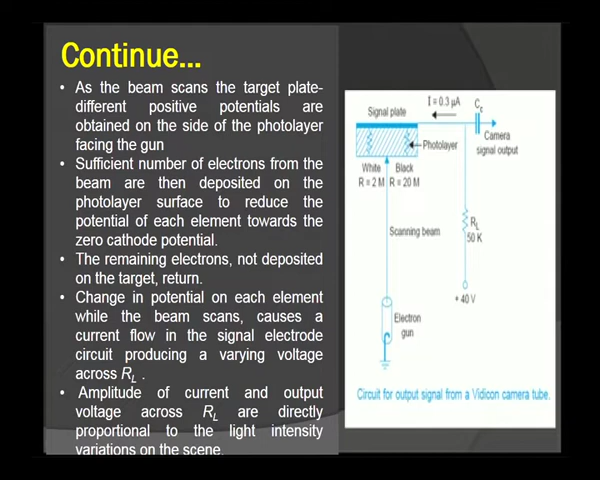 Continue...
• As the beam scans the target plate-
different positive potentials are
obtained on the side of the photolayer
facing the gun
• Sufficient number of electrons from the
beam are then deposited on the
photolayer surface to reduce the
potential of each element towards the
zero cathode potential.
• The remaining electrons, not deposited
on the target, return.
• Change in potential on each element
while the beam scans, causes a
current flow in the signal electrode
circuit producing a varying voltage
across RL .
• Amplitude of current and output
voltage across RL are directly
proportional to the light intensity
variations on the scene.
I = 0.3 µA
Cc
Signal plate
Camera
signal output
Photolayer
White Black
R = 2 M R = 20 M
RL
50 K
Scanning beam
+ 40 V
Electron
gun
Circuit for output signal from a Vidicon camera tube.